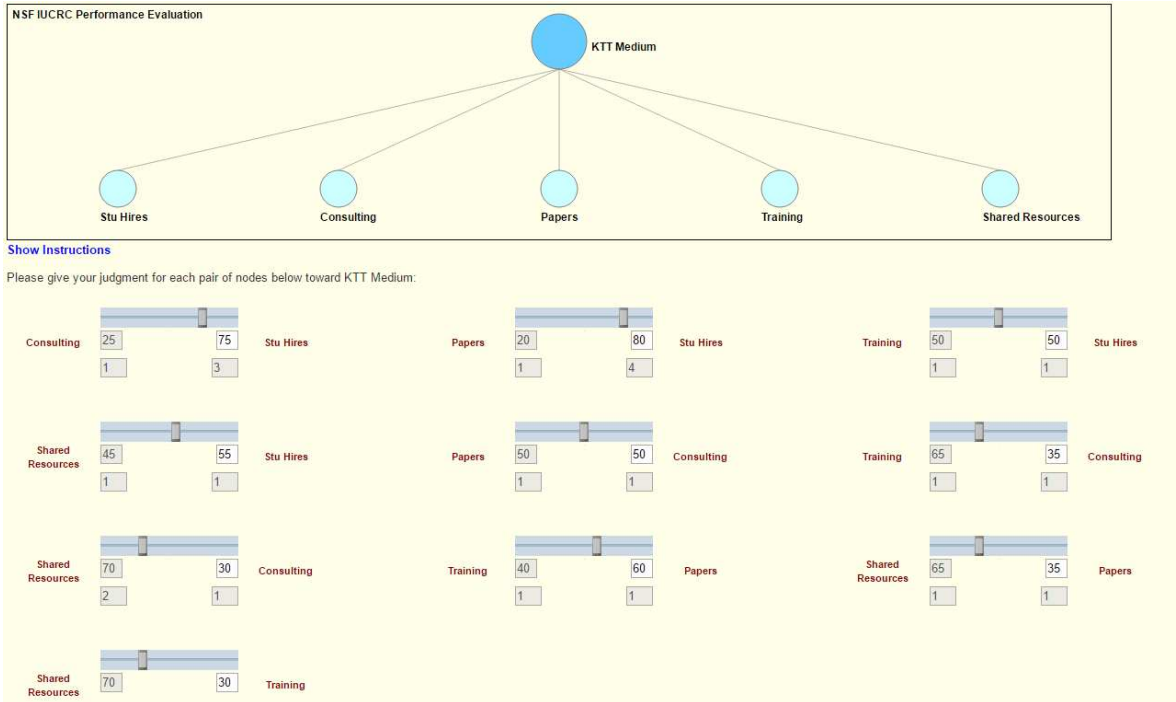 NSF IUCRC Performance Evaluation
KTT Medium
Stu Hires Consulting Papers Training Shared Resources
Show Instructions
Please give your judgment for each pair of nodes below toward KTT Medium:
Consulting 25 75 Stu Hires
1 3
Papers 20 80 Stu Hires
1 4
Training 50 50 Stu Hires
1 1
Shared Resources 45 55 Stu Hires
1 1
Papers 50 50 Consulting
1 1
Training 65 35 Consulting
1 1
Shared Resources 70 30 Consulting
2 1
Training 40 60 Papers
1 1
Shared Resources 65 35 Papers
1 1
Shared Resources 70 30 Training